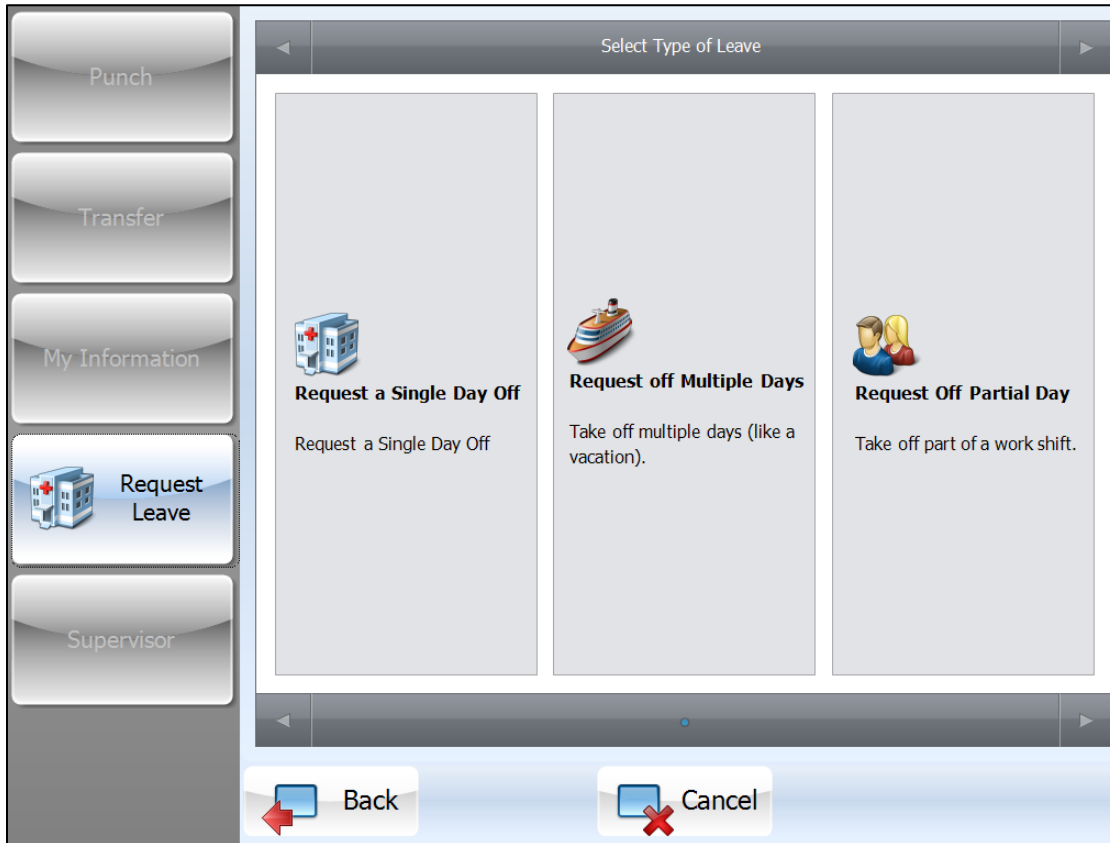 Punch
Transfer
My Information
Request
Leave
Supervisor
Select Type of Leave
Request a Single Day Off
Request a Single Day Off
Request off Multiple Days
Take off multiple days (like a
vacation).
Request Off Partial Day
Take off part of a work shift.
Back
Cancel